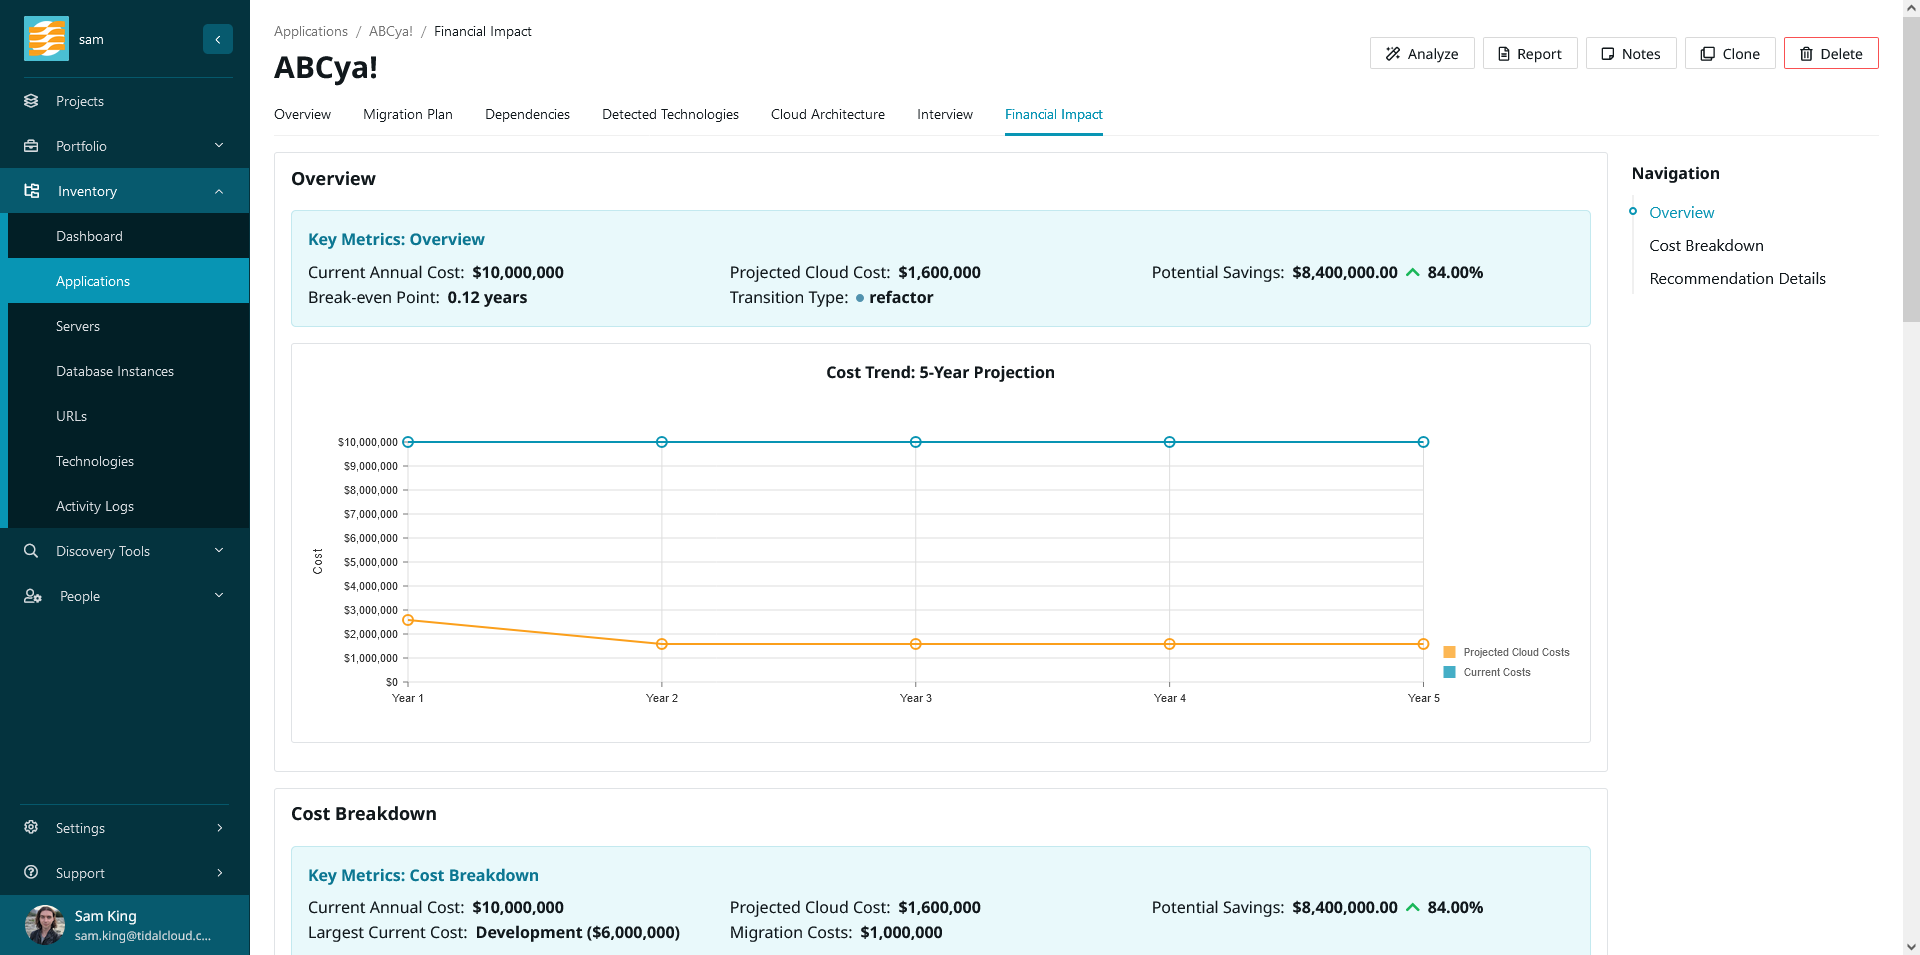 sam
Projects
Portfolio
Inventory
Dashboard
Applications
Servers
Database Instances
URLs
Technologies
Activity Logs
Discovery Tools
People
Settings
Support
Sam King
sam.king@tidalcloud.c...
Applications / ABCya! / Financial Impact
ABCya!
Analyze
Report
Notes
Clone
Delete
Overview
Migration Plan
Dependencies
Detected Technologies
Cloud Architecture
Interview
Financial Impact
Overview
Key Metrics: Overview
Current Annual Cost: $10,000,000
Projected Cloud Cost: $1,600,000
Potential Savings: $8,400,000.00 84.00%
Break-even Point: 0.12 years
Transition Type: refactor
Cost Trend: 5-Year Projection
Cost
$10,000,000
$9,000,000
$8,000,000
$7,000,000
$6,000,000
$5,000,000
$4,000,000
$3,000,000
$2,000,000
$1,000,000
$0
Year 1
Year 2
Year 3
Year 4
Year 5
Projected Cloud Costs
Current Costs
Cost Breakdown
Key Metrics: Cost Breakdown
Current Annual Cost: $10,000,000
Projected Cloud Cost: $1,600,000
Potential Savings: $8,400,000.00 84.00%
Largest Current Cost: Development ($6,000,000)
Migration Costs: $1,000,000
Navigation
Overview
Cost Breakdown
Recommendation Details